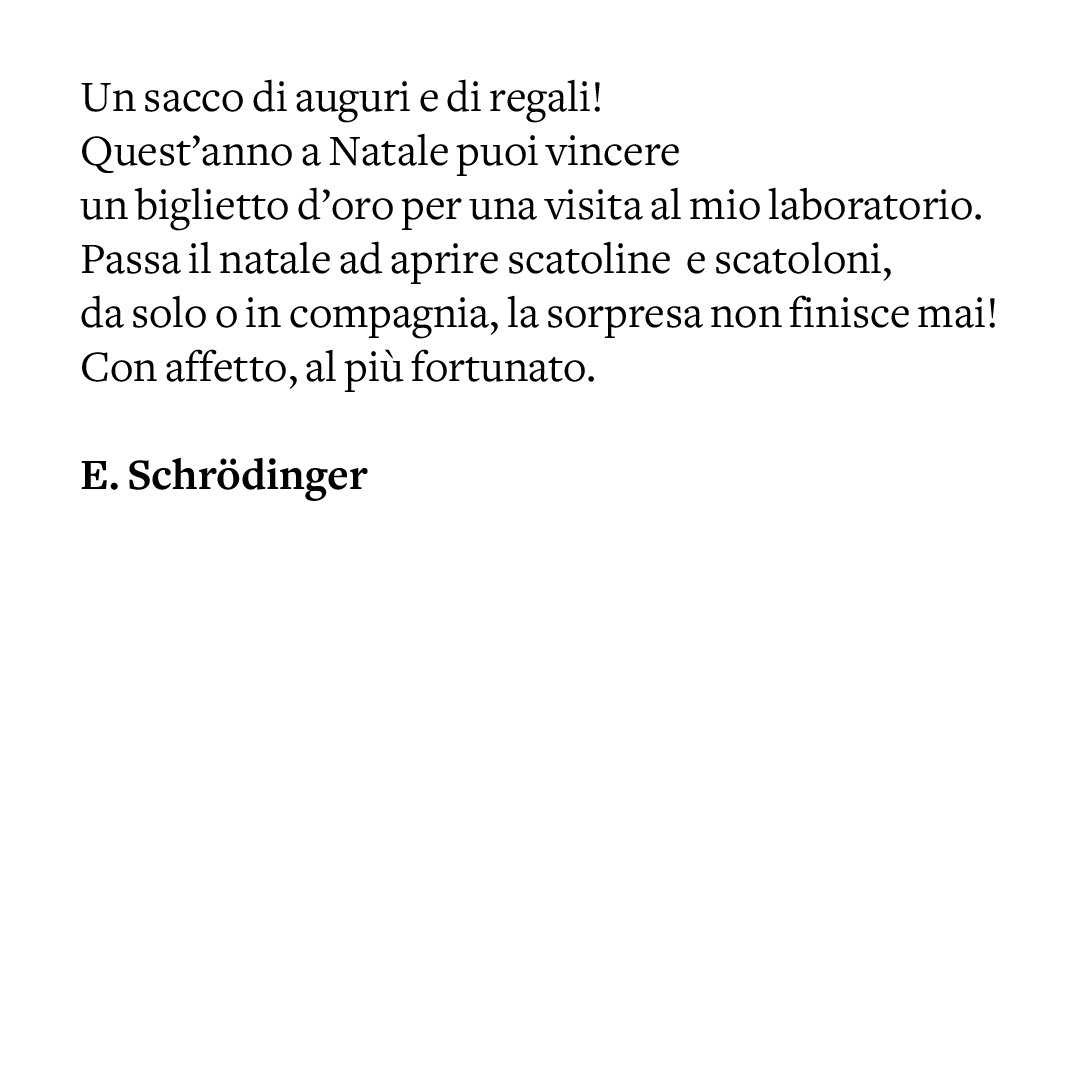 Un sacco di auguri e di regali!
Quest’anno a Natale puoi vincere
un biglietto d’oro per una visita al mio laboratorio.
Passa il natale ad aprire scatoline  e scatoloni,
da solo o in compagnia, la sorpresa non finisce mai!
Con affetto, al più fortunato.
E. Schrödinger